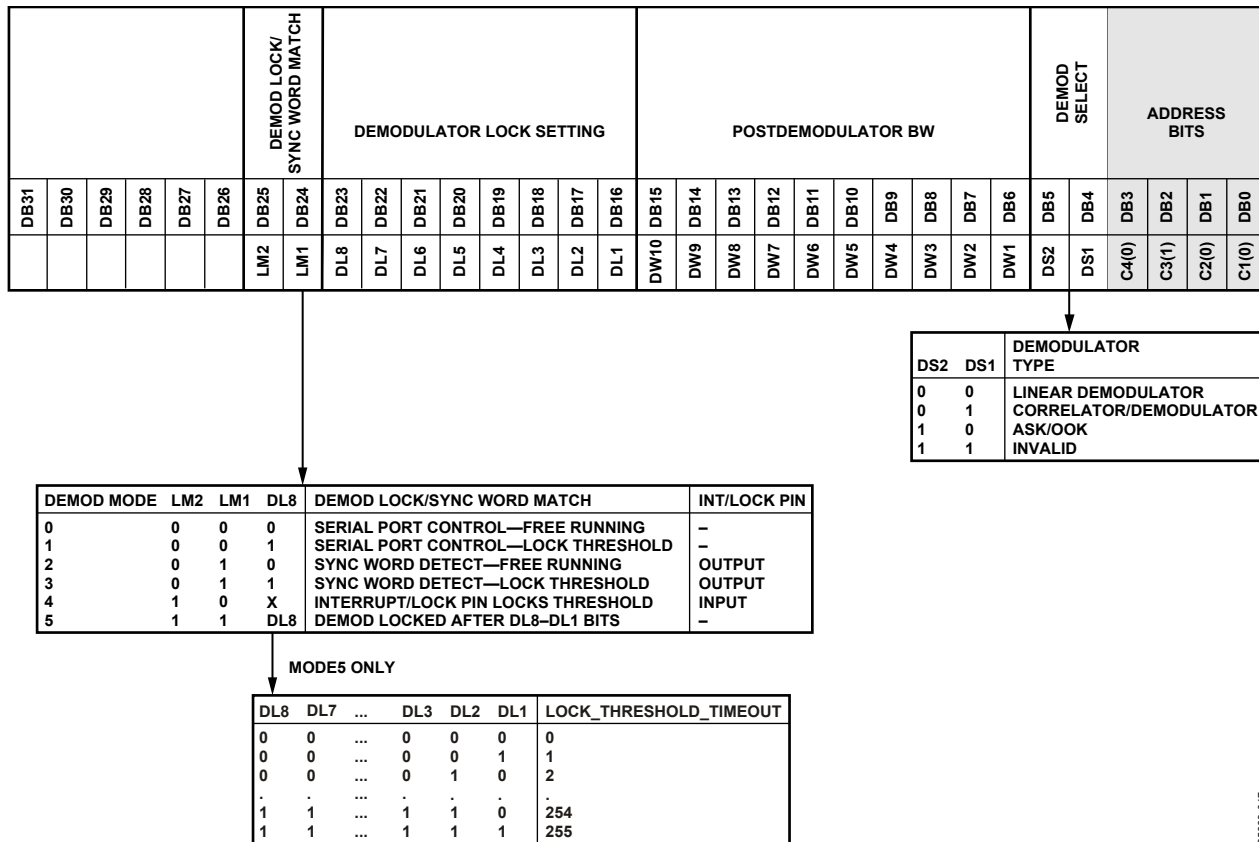 DEMOD LOCK/
SYNC WORD MATCH
DEMODULATOR LOCK SETTING
POSTDEMODULATOR BW
DEMOD
SELECT
ADDRESS
BITS
DB31 DB30 DB29 DB28 DB27 DB26 DB25 DB24 DB23 DB22 DB21 DB20 DB19 DB18 DB17 DB16 DB15 DB14 DB13 DB12 DB11 DB10 DB9 DB8 DB7 DB6 DB5 DB4 DB3 DB2 DB1 DB0
LM2 LM1 DL8 DL7 DL6 DL5 DL4 DL3 DL2 DL1 DW10 DW9 DW8 DW7 DW6 DW5 DW4 DW3 DW2 DW1 DS2 DS1 C4(0) C3(1) C2(0) C1(0)
DEMODULATOR
DS2 DS1 TYPE
0 0 LINEAR DEMODULATOR
0 1 CORRELATOR/DEMODULATOR
1 0 ASK/OOK
1 1 INVALID
DEMOD MODE LM2 LM1 DL8 DEMOD LOCK/SYNC WORD MATCH INT/LOCK PIN
0 0 0 0 SERIAL PORT CONTROL—FREE RUNNING –
1 0 0 1 SERIAL PORT CONTROL—LOCK THRESHOLD –
2 0 1 0 SYNC WORD DETECT—FREE RUNNING OUTPUT
3 0 1 1 SYNC WORD DETECT—LOCK THRESHOLD OUTPUT
4 1 0 X INTERRUPT/LOCK PIN LOCKS THRESHOLD INPUT
5 1 1 DL8 DEMOD LOCKED AFTER DL8–DL1 BITS –
MODE5 ONLY
DL8 DL7 ... DL3 DL2 DL1 LOCK_THRESHOLD_TIMEOUT
0 0 ... 0 0 0 0
0 0 ... 0 0 1 1
0 0 ... 0 1 0 2
. . ... . . . .
1 1 ... 1 1 0 254
1 1 ... 1 1 1 255